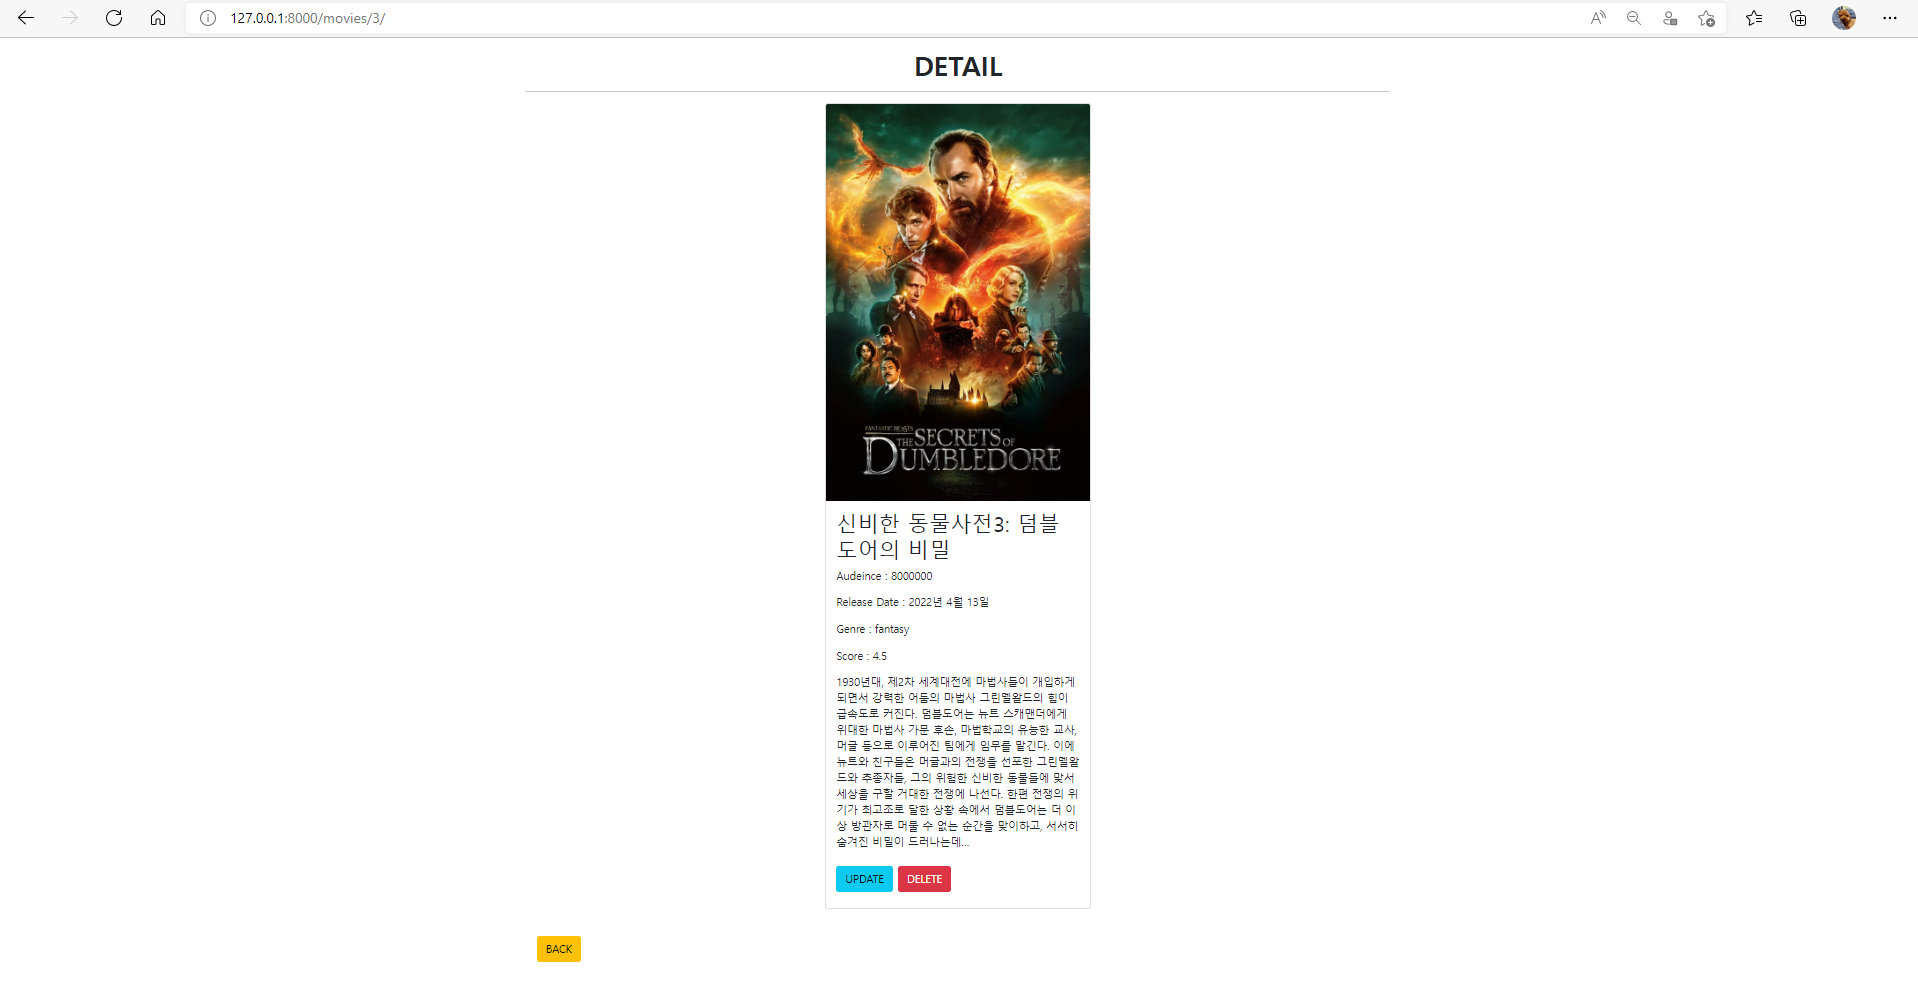 127.0.0.1:8000/movies/3/
DETAIL
FANTASTIC BEASTS
THE SECRETS OF
DUMBLEDORE
신비한 동물사전3: 덤블
도어의 비밀
Audeince : 8000000
Release Date : 2022년 4월 13일
Genre : fantasy
Score : 4.5
1930년대, 제2차 세계대전에 마법사들이 개입하게
되면서 강력한 어둠의 마법사 그린델왈드의 힘이
급속도로 커진다. 덤블도어는 뉴트 스캐맨더에게
위대한 마법사 가문 후손, 마법학교의 유능한 교사,
머글 등으로 이루어진 팀에게 임무를 맡긴다. 이에
뉴트와 친구들은 머글과의 전쟁을 선포한 그린델왈
드와 추종자들, 그의 위험한 신비한 동물들에 맞서
세상을 구할 거대한 전쟁에 나선다. 한편 전쟁의 위
기가 최고조로 달한 상황 속에서 덤블도어는 더 이
상 방관자로 머물 수 없는 순간을 맞이하고, 서서히
숨겨진 비밀이 드러나는데...
UPDATE DELETE
BACK